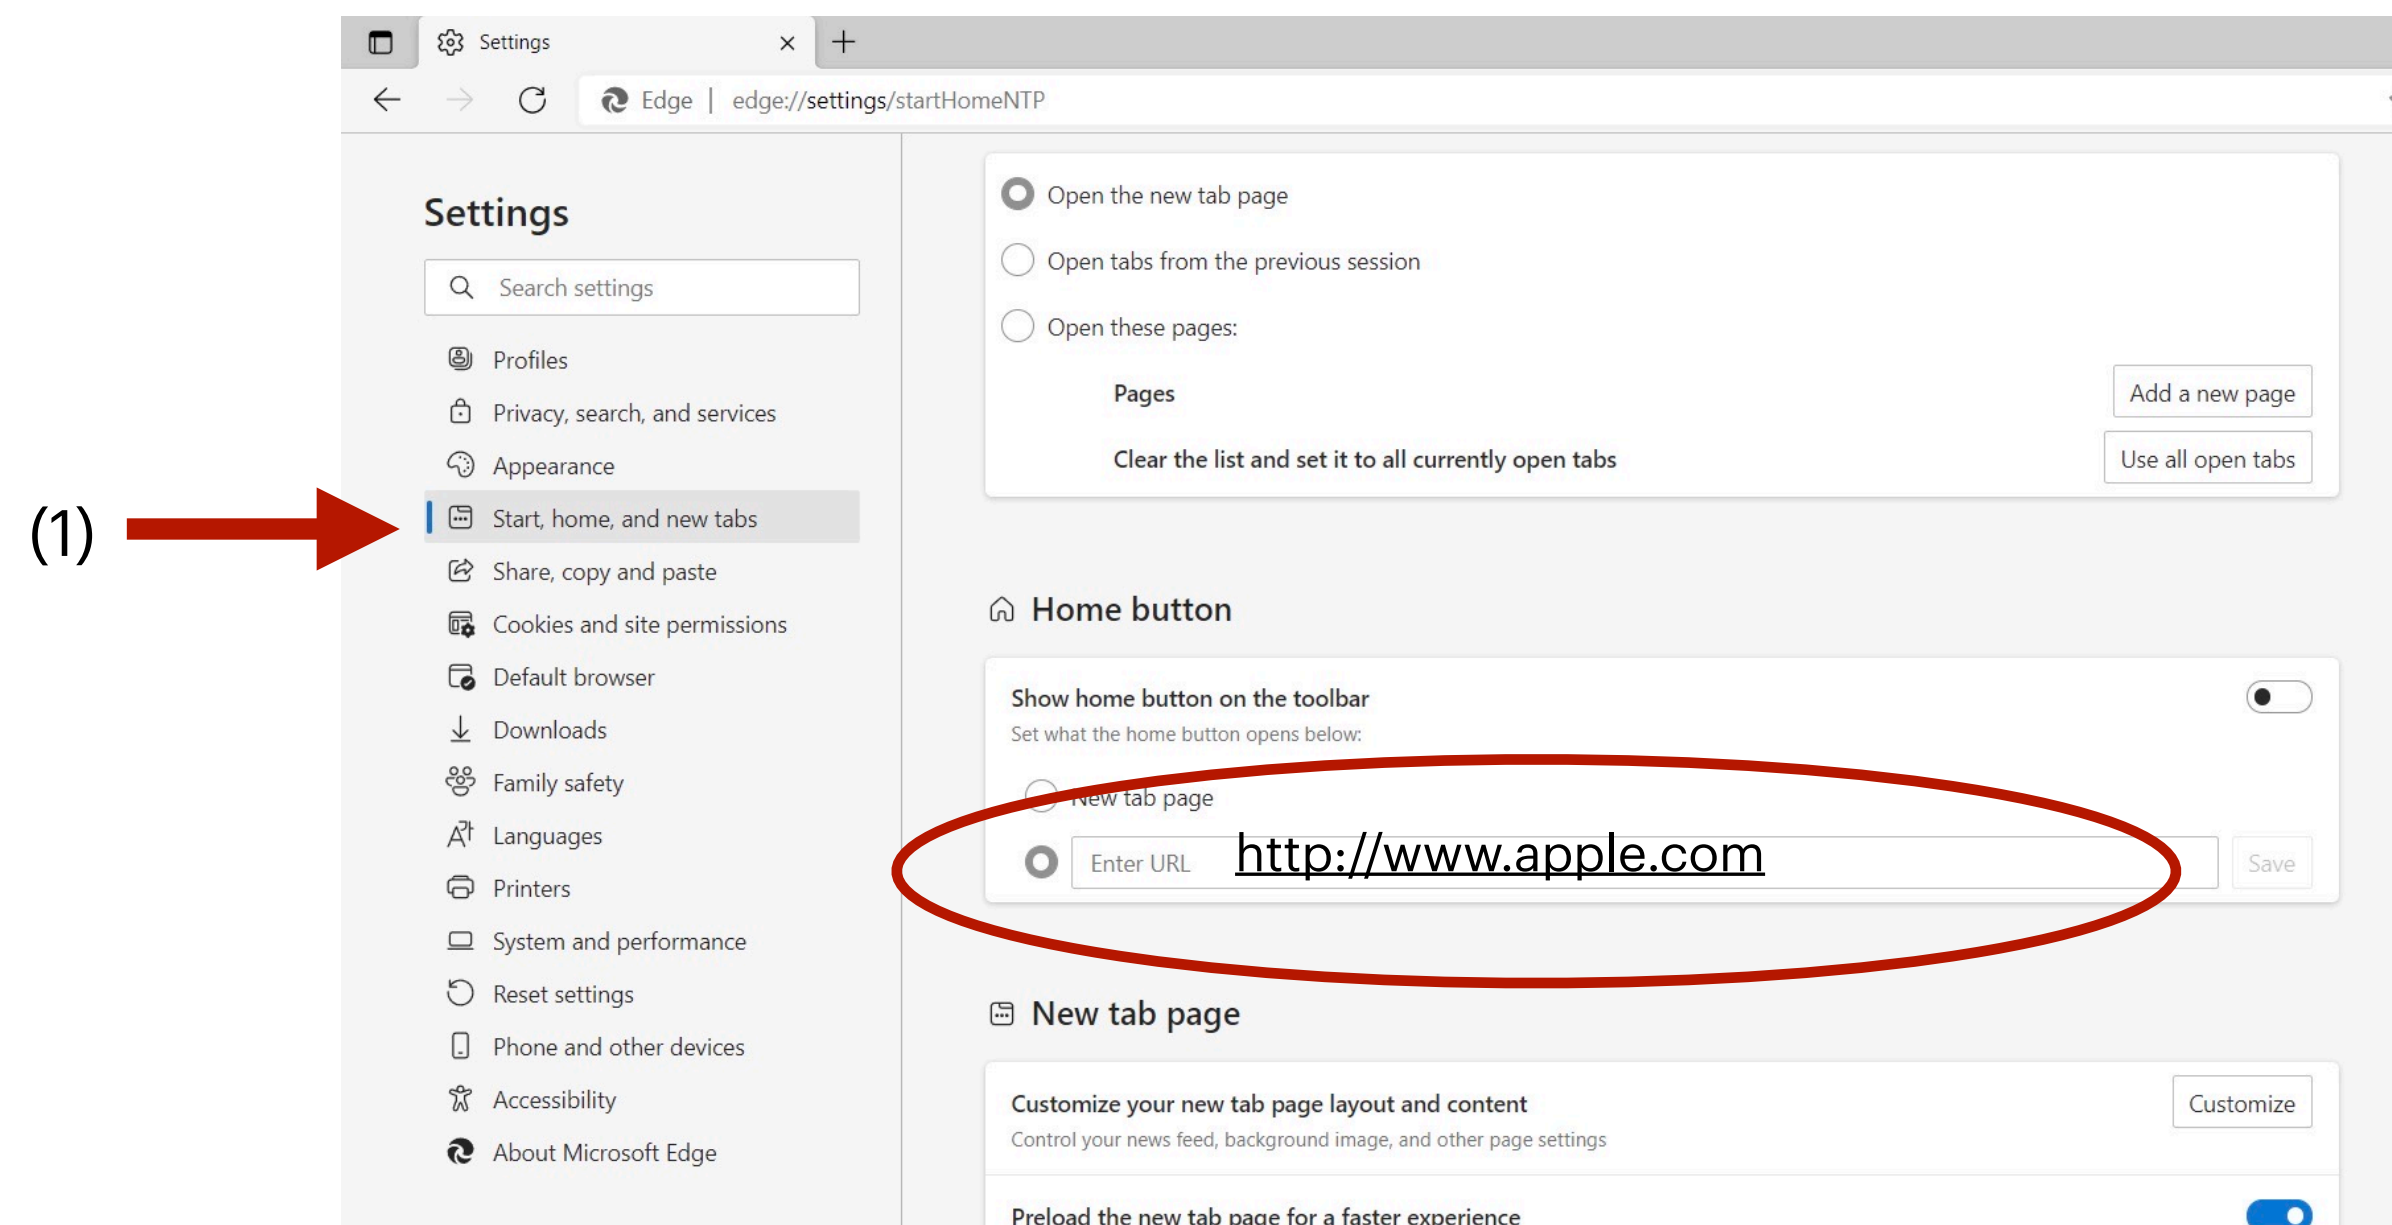 Settings
Edge | edge://settings/startHomeNTP
Settings
Search settings
Profiles
Privacy, search, and services
Appearance
(1)
Start, home, and new tabs
Share, copy and paste
Cookies and site permissions
Default browser
Downloads
Family safety
Languages
Printers
System and performance
Reset settings
Phone and other devices
Accessibility
About Microsoft Edge
Open the new tab page
Open tabs from the previous session
Open these pages:
Pages
Add a new page
Clear the list and set it to all currently open tabs
Use all open tabs
Home button
Show home button on the toolbar
Set what the home button opens below:
New tab page
Enter URL
http://www.apple.com
Save
New tab page
Customize your new tab page layout and content
Customize
Control your news feed, background image, and other page settings
Preload the new tab page for a faster experience